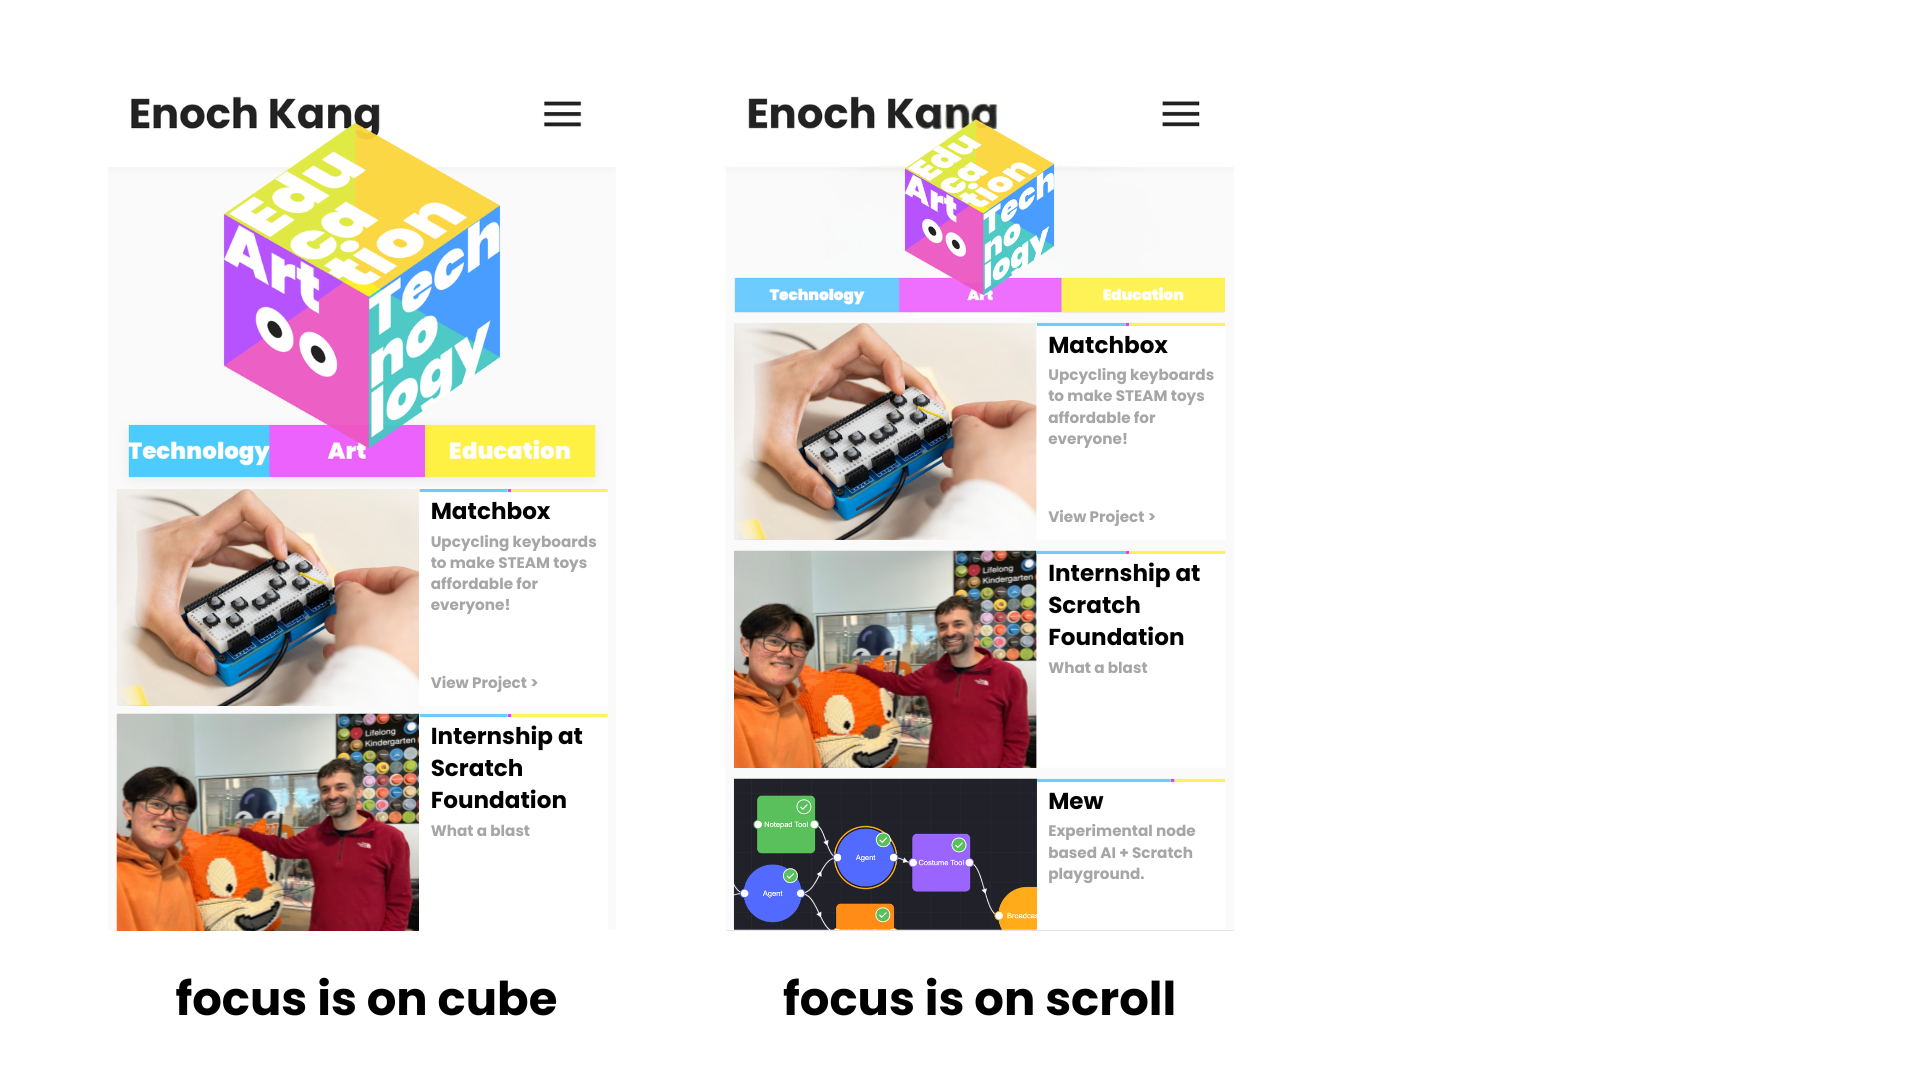 Enoch Kang
Edu
ca
tion
Art
Tech
no
logy
Technology
Art
Education
Matchbox
Upcycling keyboards
to make STEAM toys
affordable for
everyone!
View Project >
Lifelong
Kindergarten
Internship at
Scratch
Foundation
What a blast
focus is on cube
Enoch Kang
Edu
ca
tion
Art
Tech
no
logy
Technology
Art
Education
Matchbox
Upcycling keyboards
to make STEAM toys
affordable for
everyone!
View Project >
Lifelong
Kindergarten
Internship at
Scratch
Foundation
What a blast
Notepad Tool
Agent
Costume Tool
Agent
Broadcas
Mew
Experimental node
based AI + Scratch
playground.
focus is on scroll